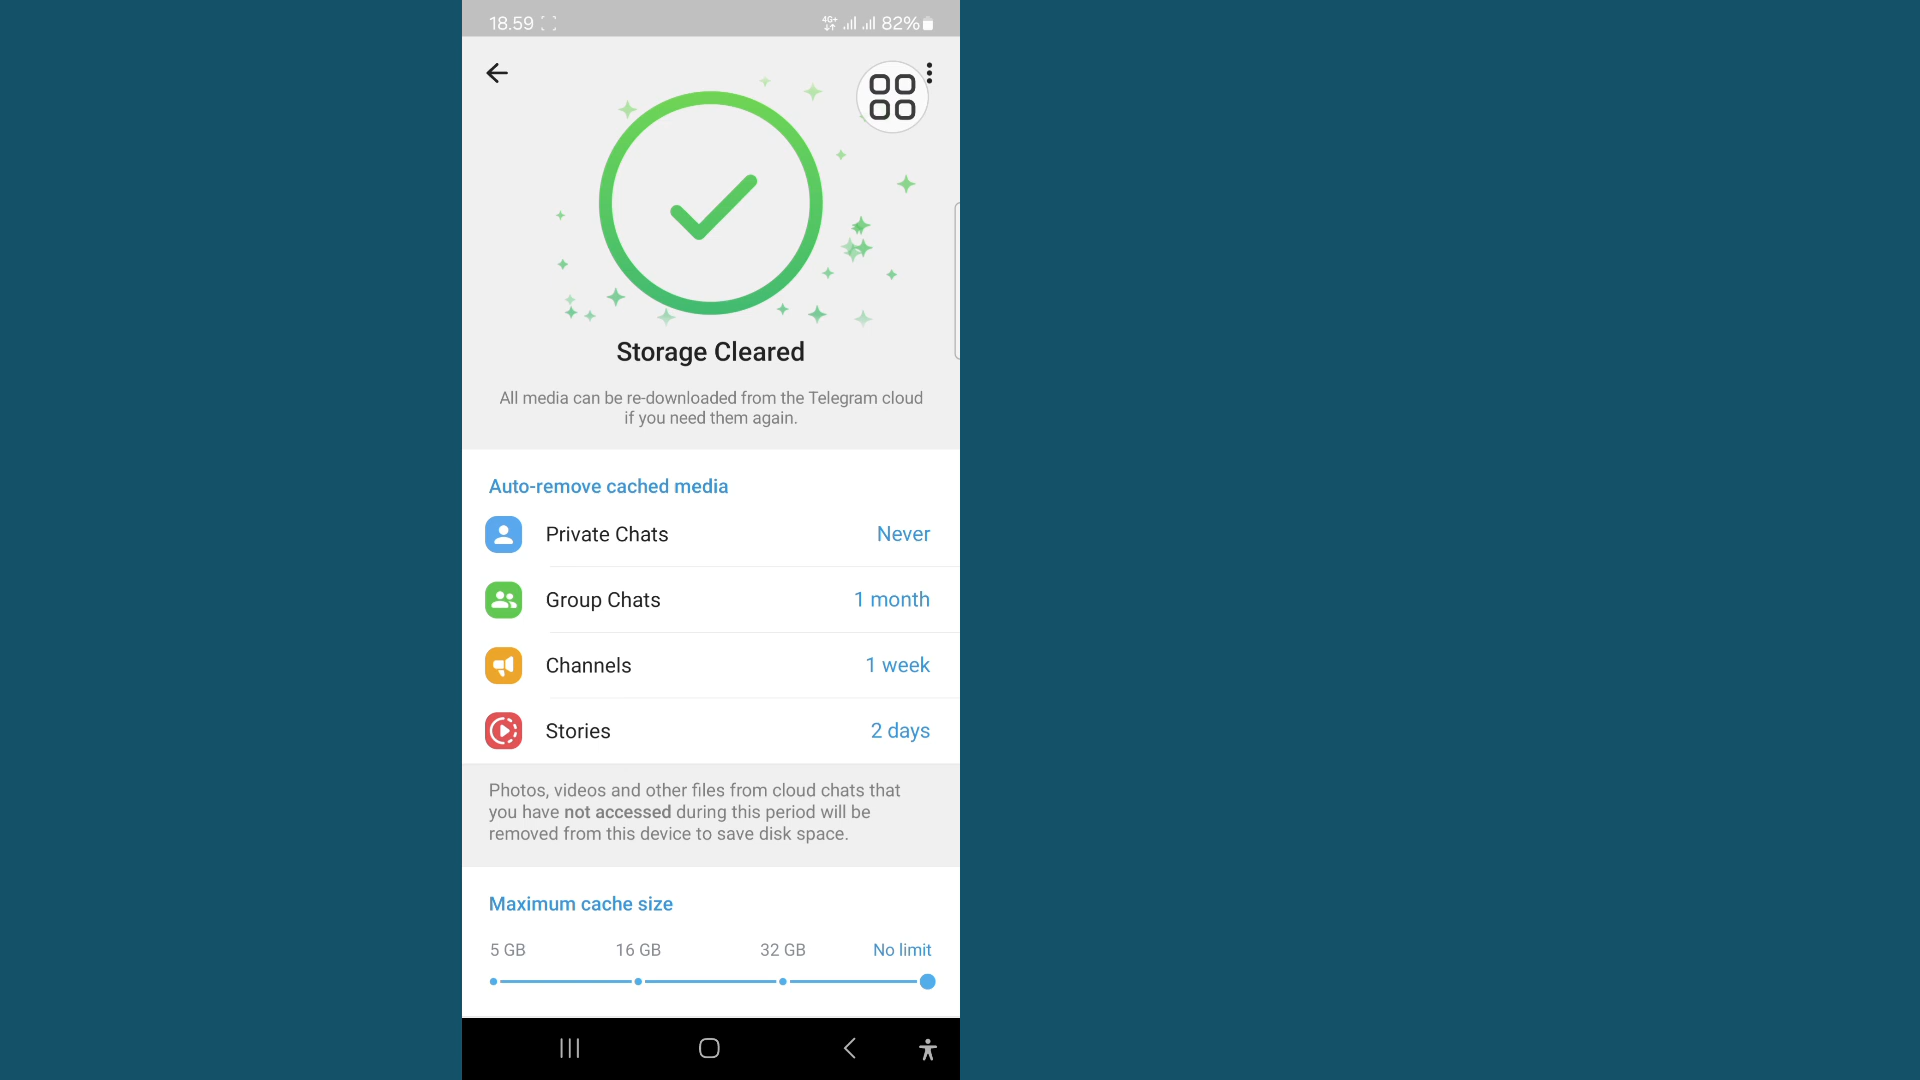 18.59
4G+ 82%
Storage Cleared
All media can be re-downloaded from the Telegram cloud
if you need them again.
Auto-remove cached media
Private Chats Never
Group Chats 1 month
Channels 1 week
Stories 2 days
Photos, videos and other files from cloud chats that
you have not accessed during this period will be
removed from this device to save disk space.
Maximum cache size
5 GB 16 GB 32 GB No limit